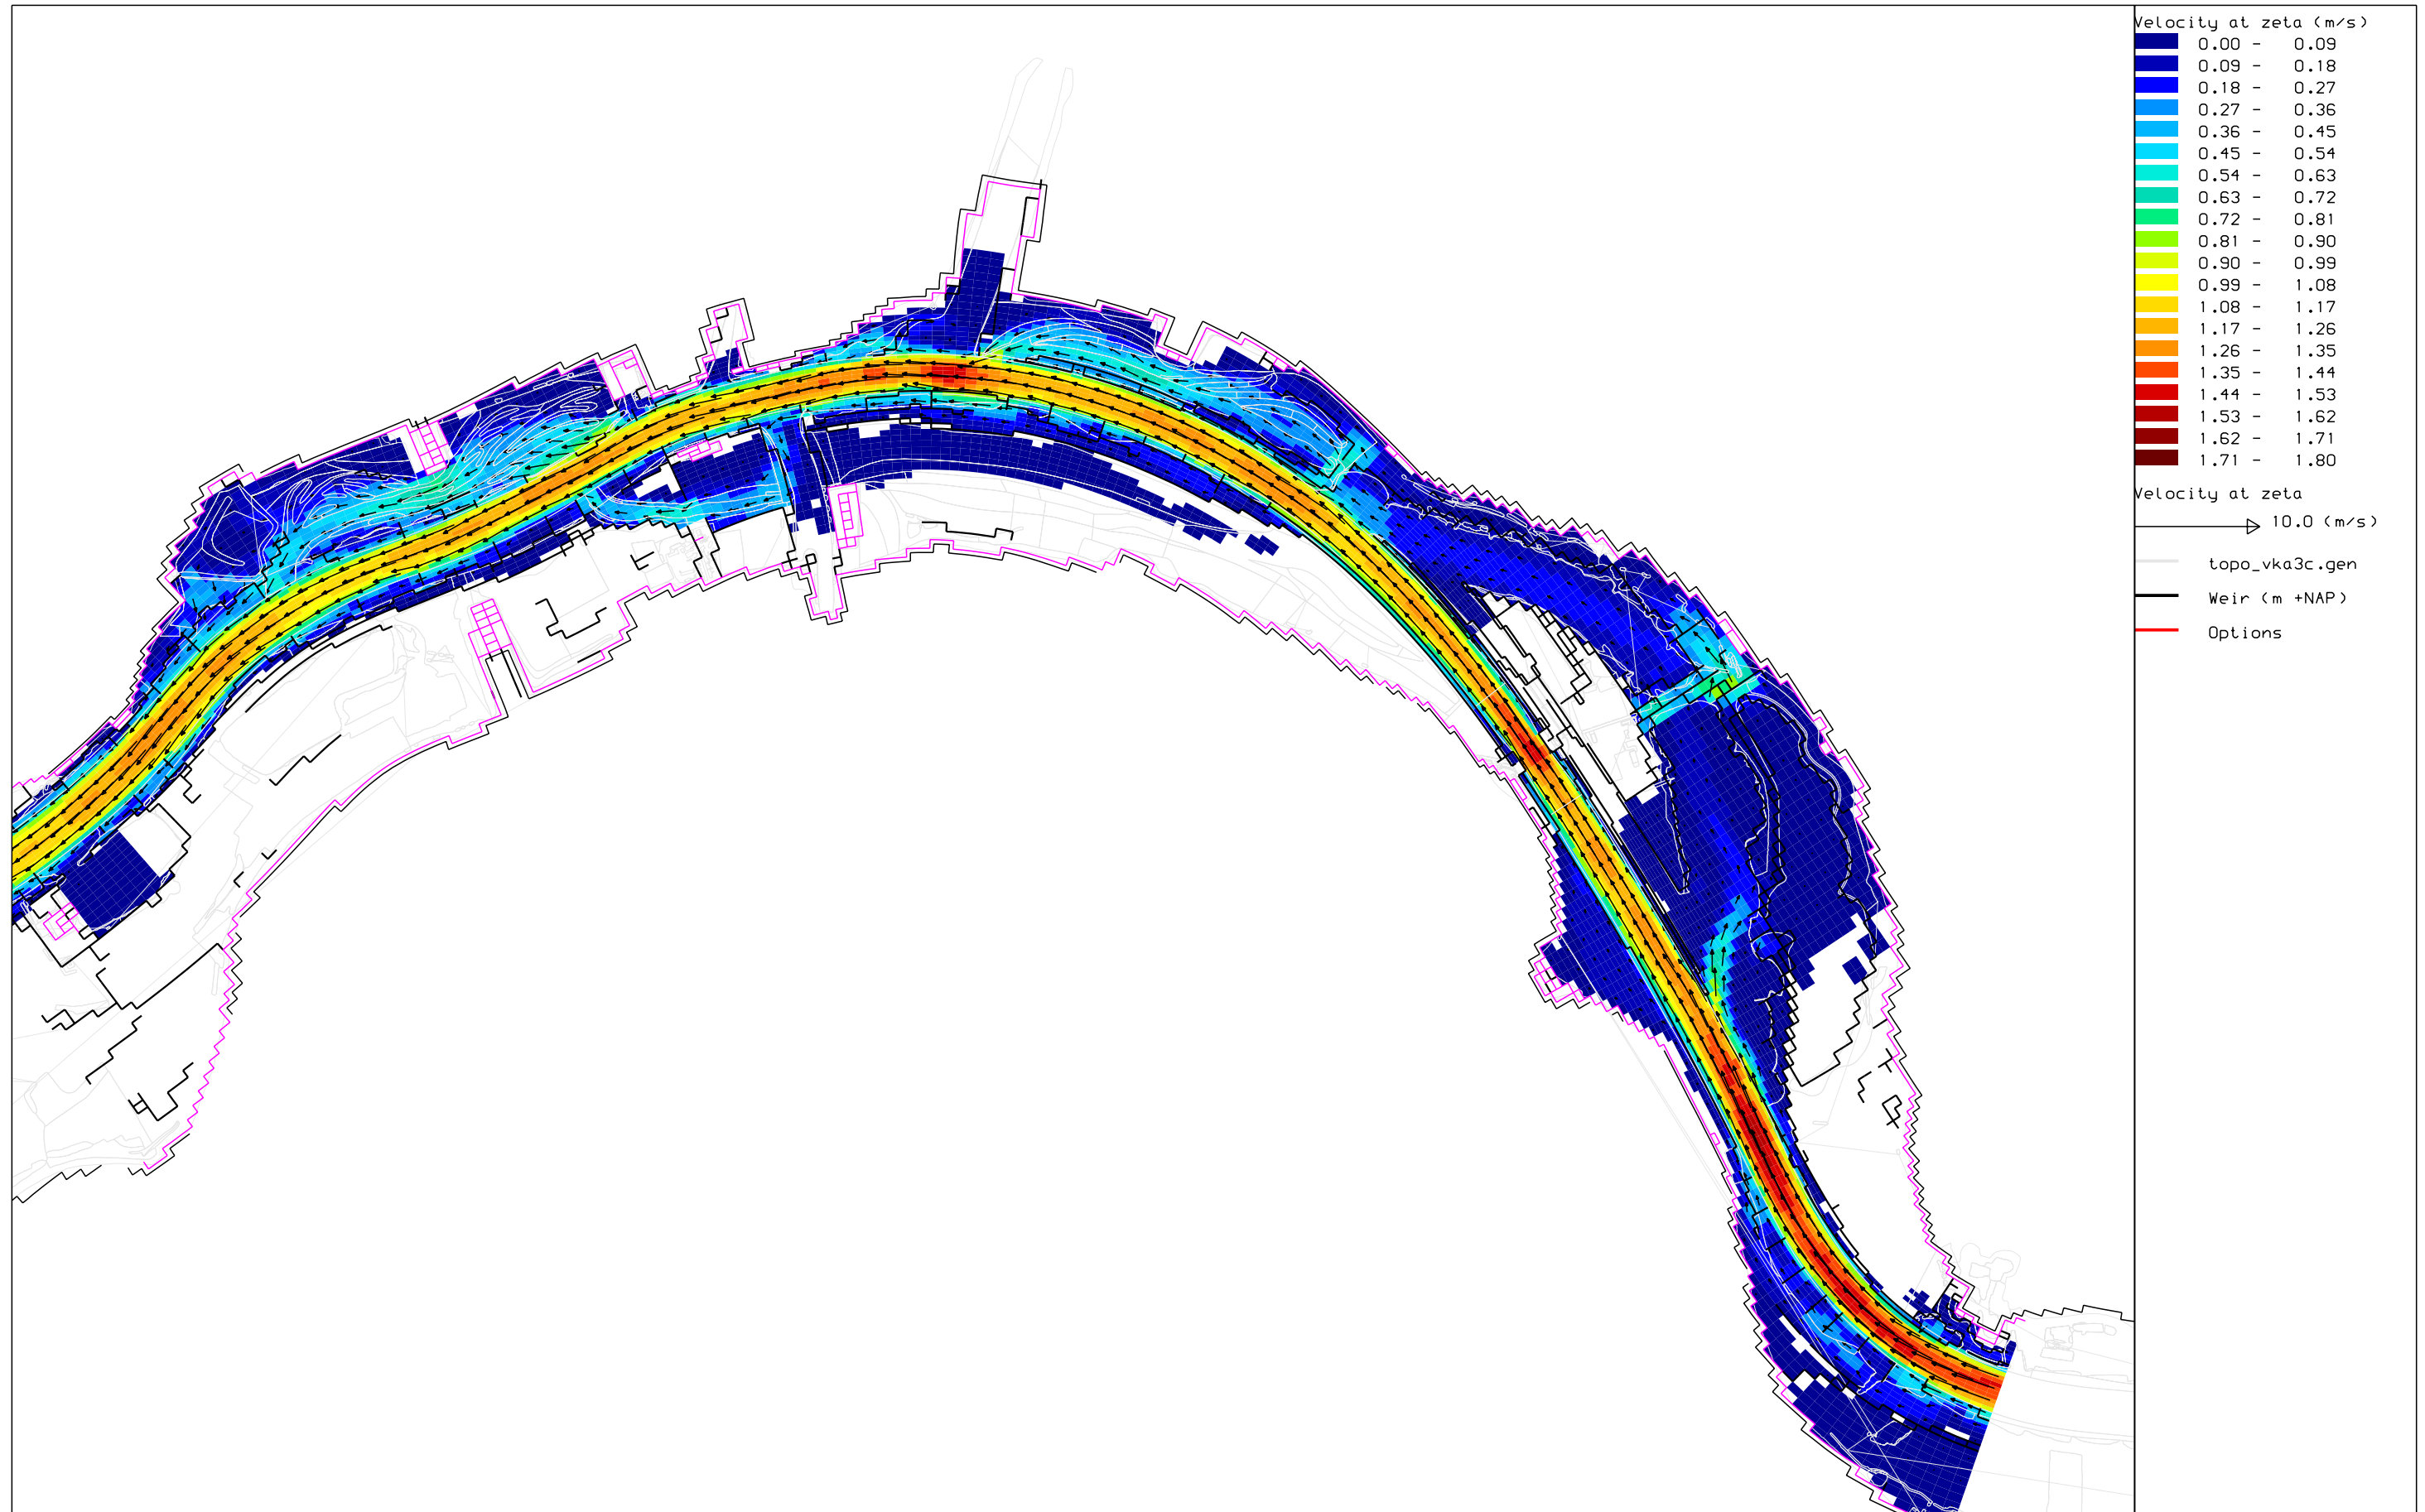 Velocity at zeta (m/s)
0.00 - 0.09
0.09 - 0.18
0.18 - 0.27
0.27 - 0.36
0.36 - 0.45
0.45 - 0.54
0.54 - 0.63
0.63 - 0.72
0.72 - 0.81
0.81 - 0.90
0.90 - 0.99
0.99 - 1.08
1.08 - 1.17
1.17 - 1.26
1.26 - 1.35
1.35 - 1.44
1.44 - 1.53
1.53 - 1.62
1.62 - 1.71
1.71 - 1.80
Velocity at zeta
10.0 (m/s)
topo_vka3c.gen
Weir (m +NAP)
Options